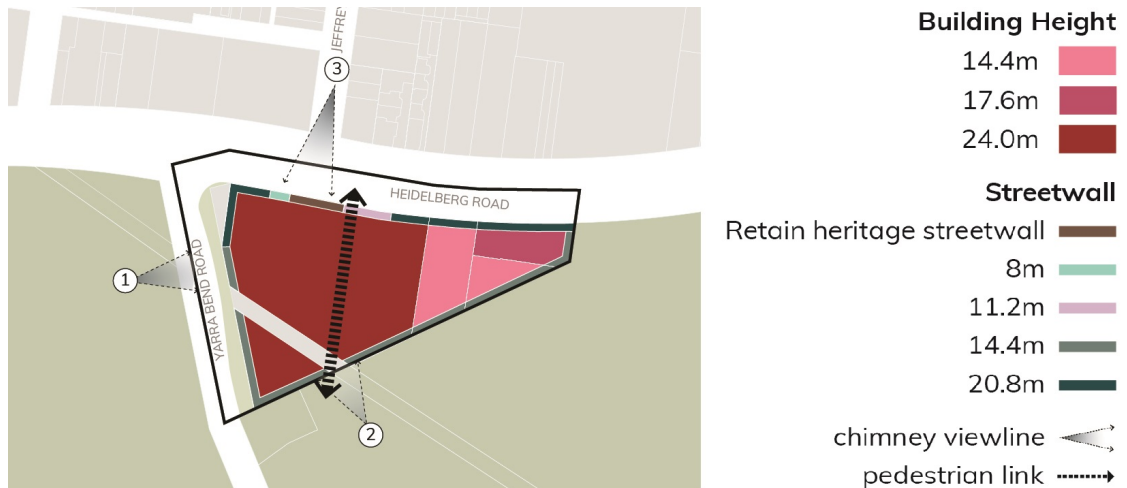 JEFFREY
3
HEIDELBERG ROAD
1
YARRA BEND ROAD
2
Building Height
14.4m
17.6m
24.0m
Streetwall
Retain heritage streetwall
8m
11.2m
14.4m
20.8m
chimney viewline
pedestrian link